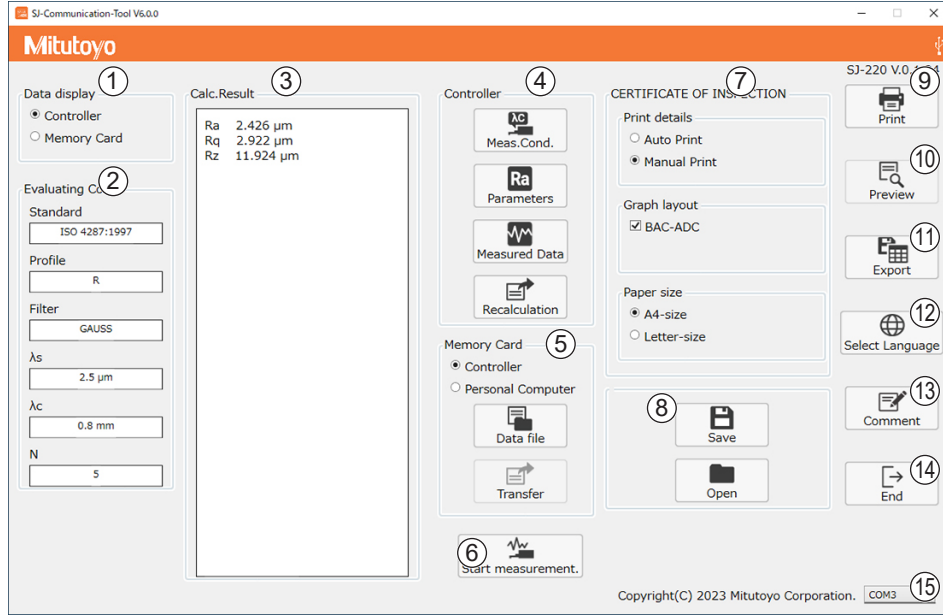 SJ-Communication-Tool V6.0.0
Mitutoyo
SJ-220 V.0.
1
Data display
Controller
Memory Card
2
Evaluating
Standard
ISO 4287:1997
Profile
R
Filter
GAUSS
λs
2.5 µm
λc
0.8 mm
N
5
3
Calc.Result
Ra 2.426 µm
Rq 2.922 µm
Rz 11.924 µm
4
Controller
λC
Meas.Cond.
Ra
Parameters
Measured Data
Recalculation
5
Memory Card
Controller
Personal Computer
Data file
Transfer
6
Start measurement.
7
CERTIFICATE OF INSPECTION
Print details
Auto Print
Manual Print
Graph layout
BAC-ADC
Paper size
A4-size
Letter-size
8
Save
Open
9
Print
10
Preview
11
Export
12
Select Language
13
Comment
14
End
15
Copyright(C) 2023 Mitutoyo Corporation. COM3